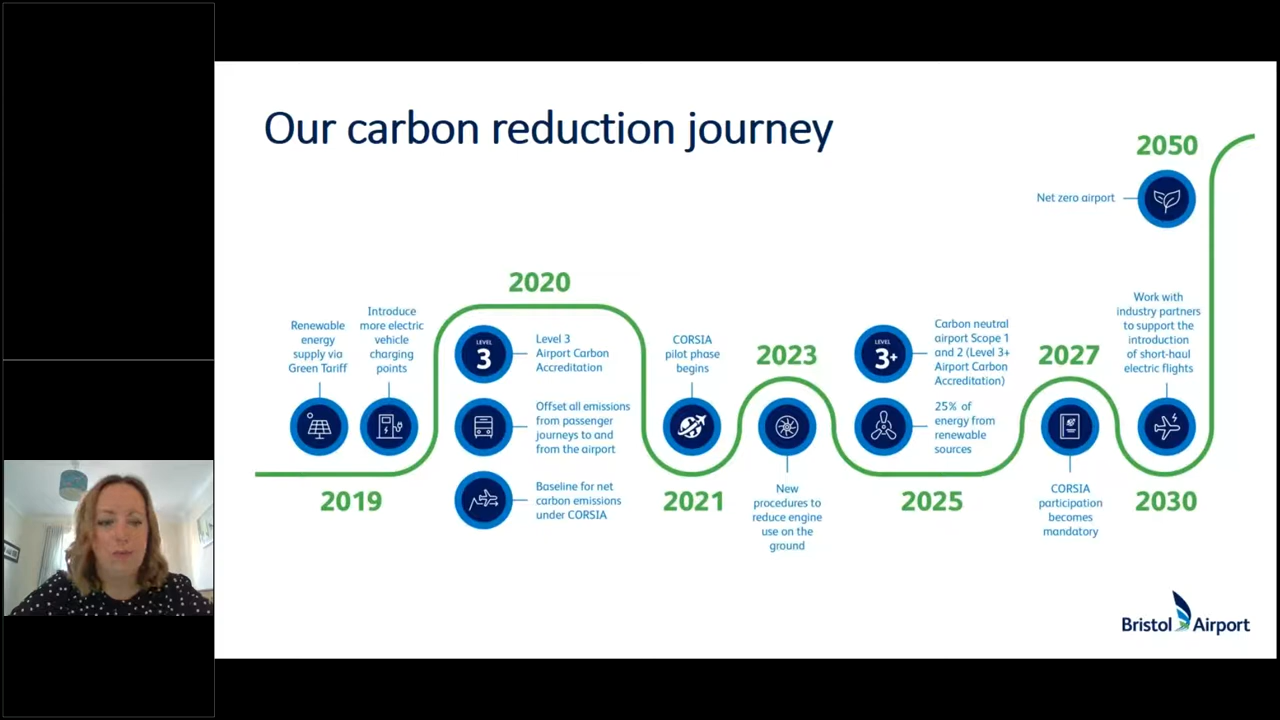 Our carbon reduction journey
2050
Net zero airport
2019
Renewable
energy
supply via
Green Tariff
Introduce
more electric
vehicle
charging
points
2020
LEVEL
3
Level 3
Airport Carbon
Accreditation
Offset all emissions
from passenger
journeys to and
from the airport
Baseline for net
carbon emissions
under CORSIA
CORSIA
pilot phase
begins
2021
2023
New
procedures to
reduce engine
use on the
ground
LEVEL
3+
Carbon neutral
airport Scope 1
and 2 (Level 3+
Airport Carbon
Accreditation)
25% of
energy from
renewable
sources
2025
2027
CORSIA
participation
becomes
mandatory
Work with
industry partners
to support the
introduction
of short-haul
electric flights
2030
Bristol Airport